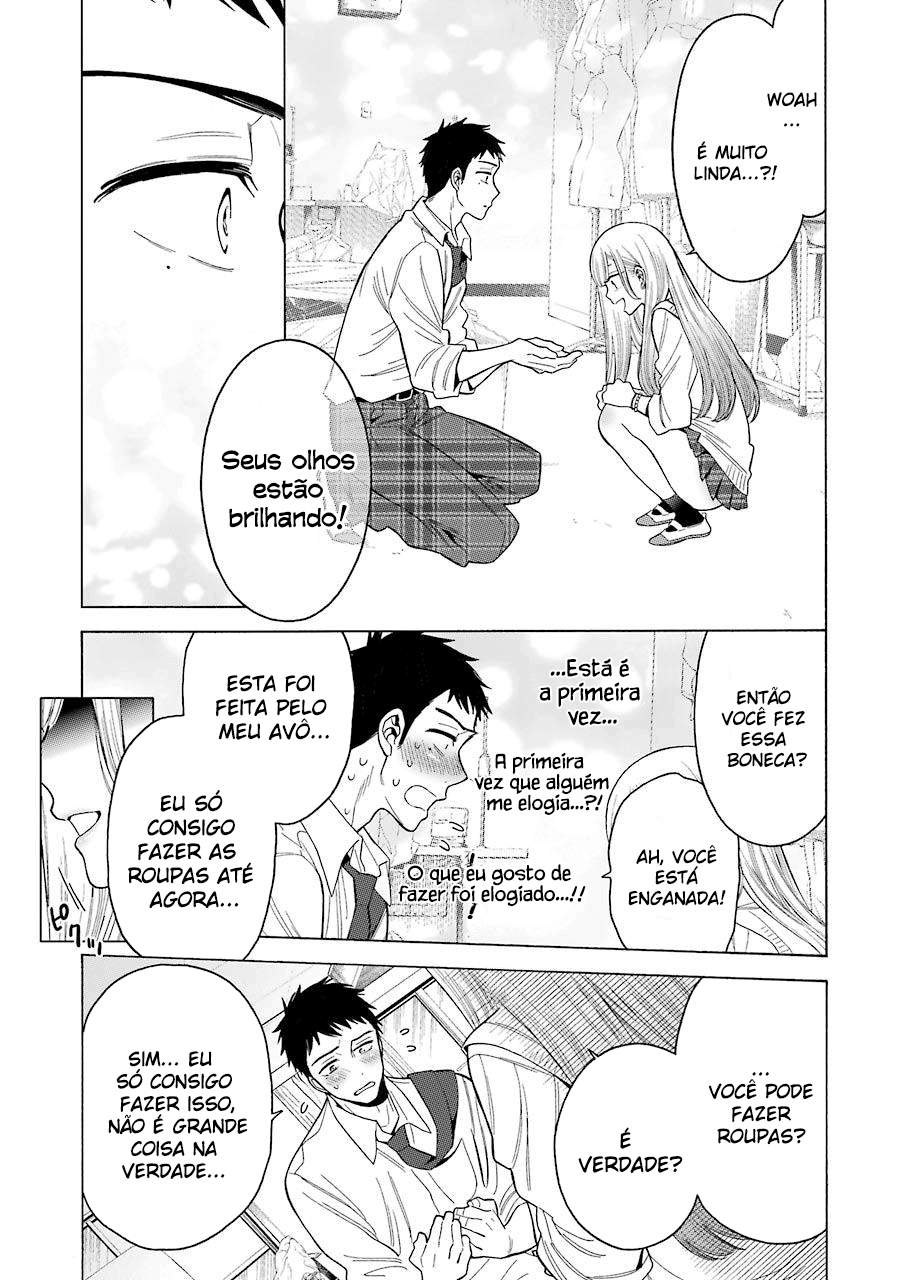 WOAH
...
É MUITO
LINDA...?!
Seus olhos
estão
brilhando!
ENTÃO
VOCÊ FEZ
ESSA
BONECA?
AH, VOCÊ
ESTÁ
ENGANADA!
...Está é
a primeira
vez...
A primeira
vez que alguém
me elogia...?!
O que eu gosto de
fazer foi elogiado...!!
!
ESTA FOI
FEITA PELO
MEU AVÔ...
EU SÓ
CONSIGO
FAZER AS
ROUPAS ATÉ
AGORA...
ピクッ
...
VOCÊ PODE
FAZER
ROUPAS?
É
VERDADE?
SIM... EU
SÓ CONSIGO
FAZER ISSO,
NÃO É GRANDE
COISA NA
VERDADE...